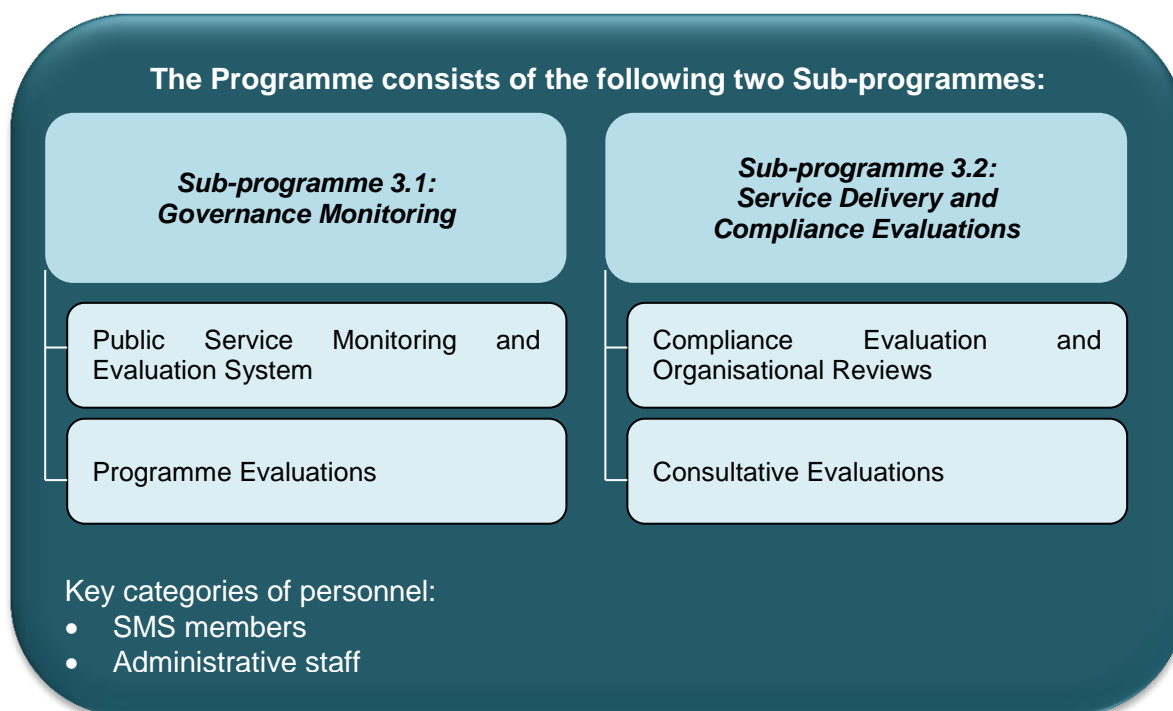 The Programme consists of the following two Sub-programmes:
Sub-programme 3.1:
Governance Monitoring
Public Service Monitoring and
Evaluation System
Programme Evaluations
Sub-programme 3.2:
Service Delivery and
Compliance Evaluations
Compliance Evaluation and
Organisational Reviews
Consultative Evaluations
Key categories of personnel:
• SMS members
• Administrative staff